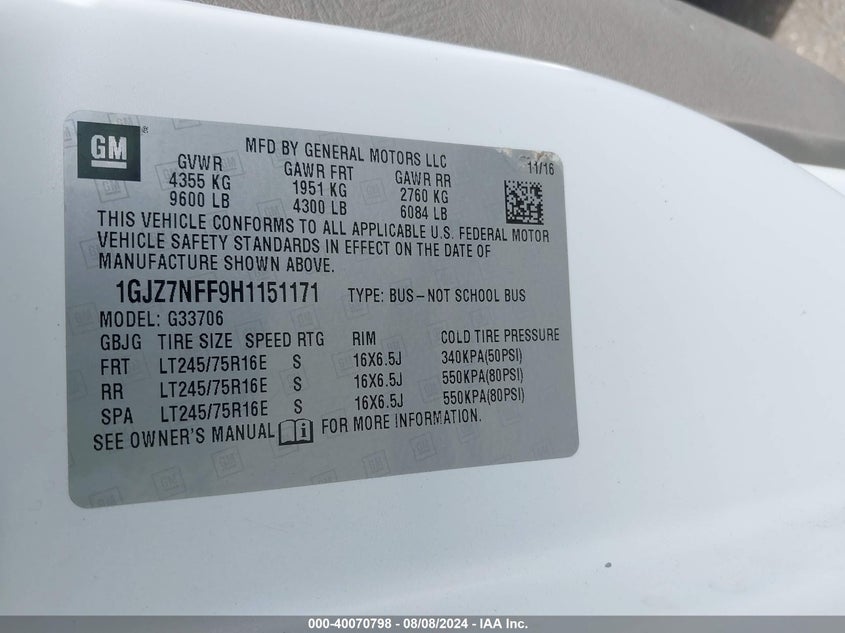 GM ®
MFD BY GENERAL MOTORS LLC
11/16
GVWR GAWR FRT GAWR RR
4355 KG 1951 KG 2760 KG
9600 LB 4300 LB 6084 LB
THIS VEHICLE CONFORMS TO ALL APPLICABLE U.S. FEDERAL MOTOR
VEHICLE SAFETY STANDARDS IN EFFECT ON THE DATE OF
MANUFACTURE SHOWN ABOVE.
1GJZ7NFF9H1151171 TYPE: BUS-NOT SCHOOL BUS
MODEL: G33706
GBJG TIRE SIZE SPEED RTG RIM COLD TIRE PRESSURE
FRT LT245/75R16E S 16X6.5J 340KPA(50PSI)
RR LT245/75R16E S 16X6.5J 550KPA(80PSI)
SPA LT245/75R16E S 16X6.5J 550KPA(80PSI)
SEE OWNER'S MANUAL FOR MORE INFORMATION.
000-40070798 - 08/08/2024 - IAA Inc.